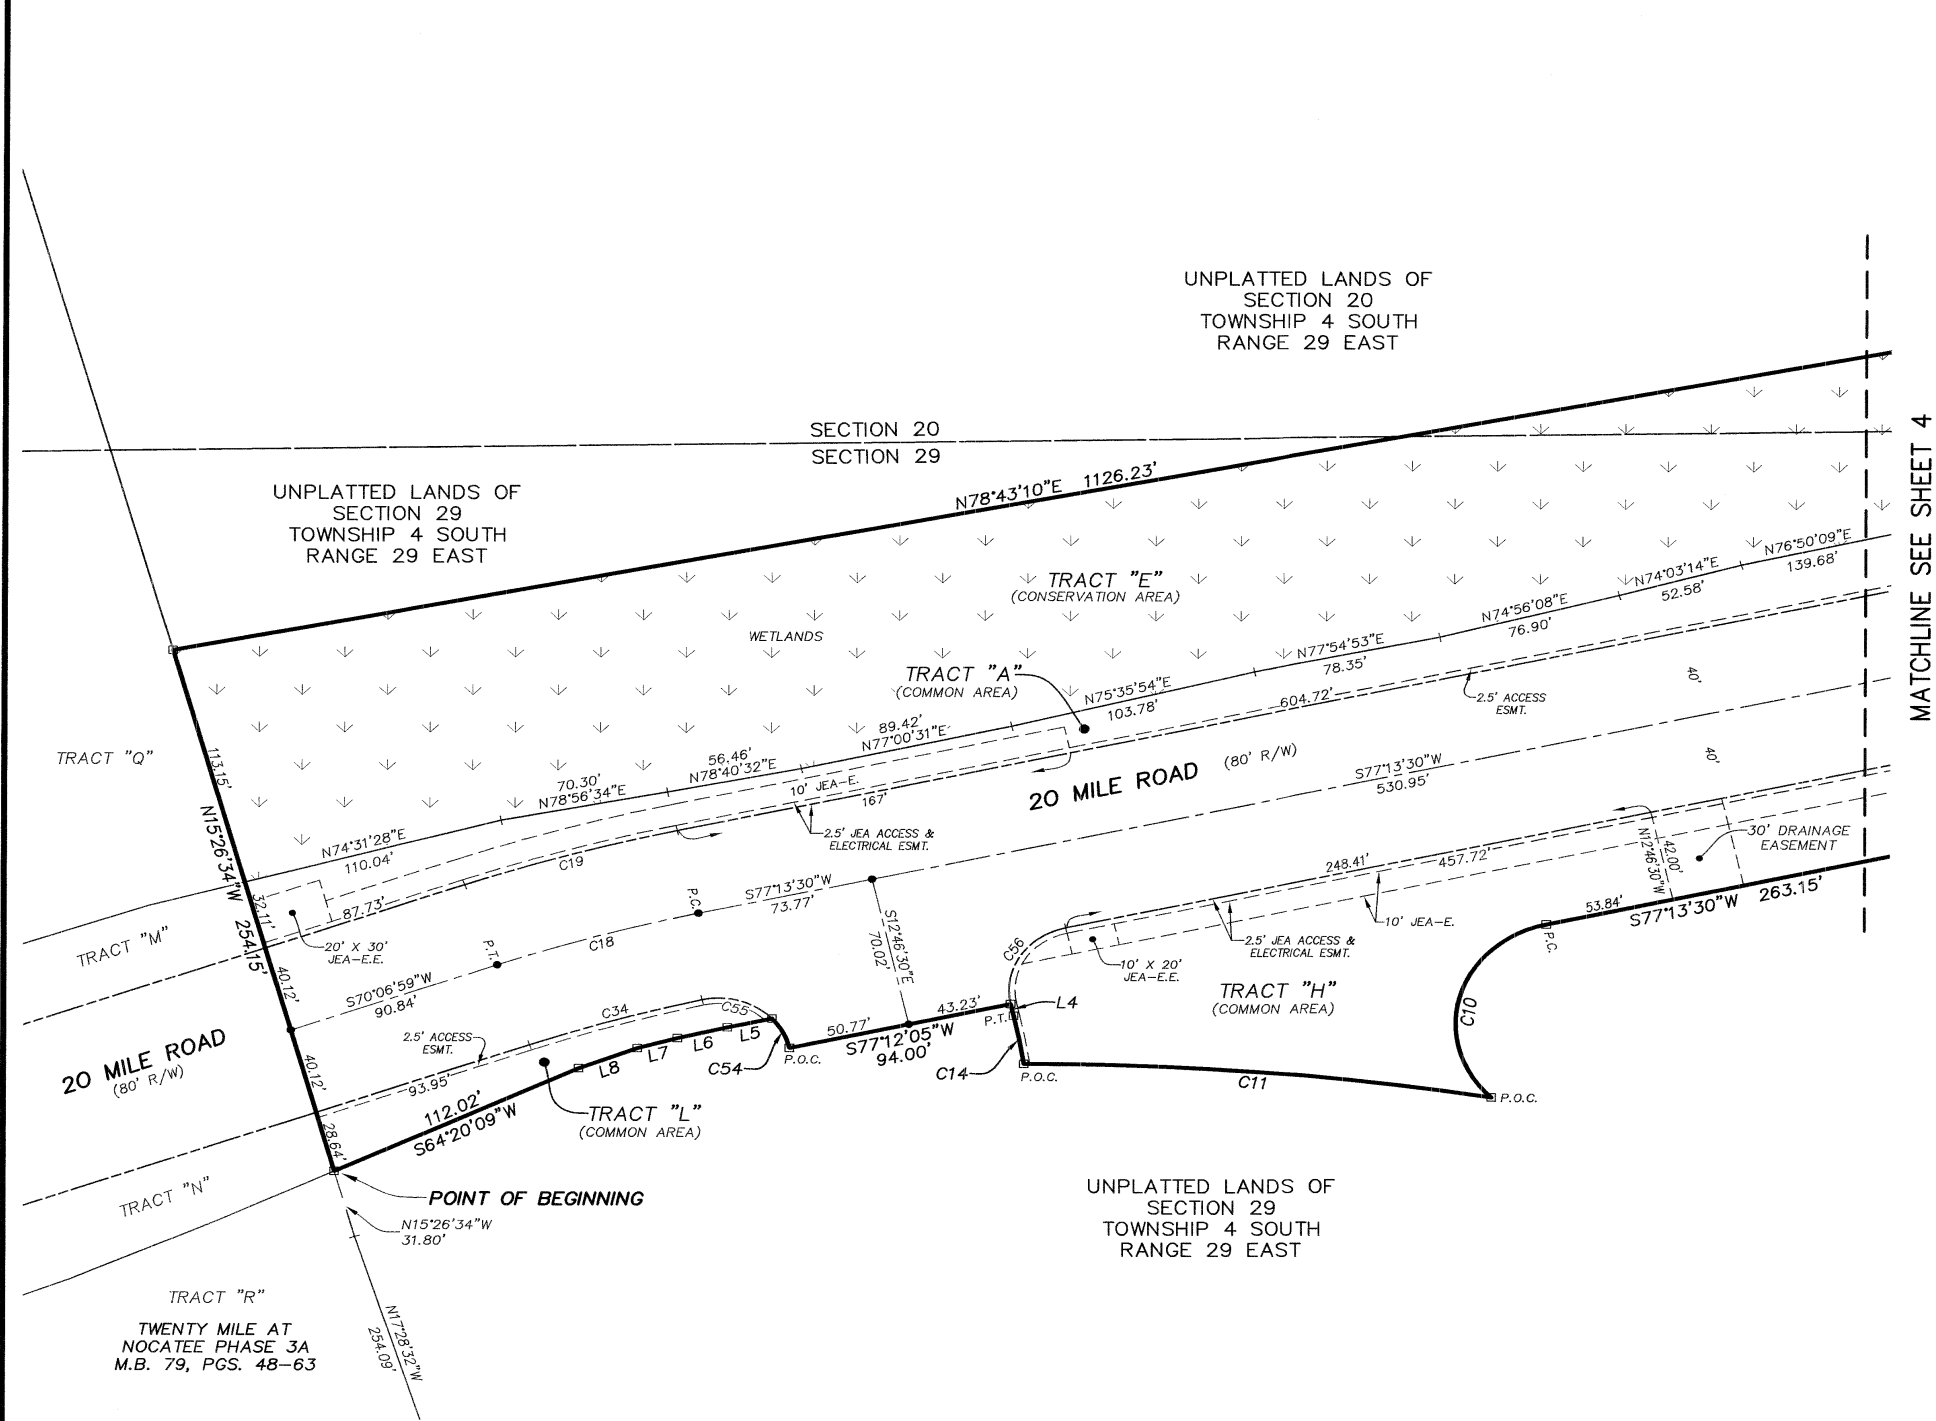 UNPLATTED LANDS OF
SECTION 20
TOWNSHIP 4 SOUTH
RANGE 29 EAST
MATCHLINE SEE SHEET 4
SECTION 20
SECTION 29
UNPLATTED LANDS OF
SECTION 29
TOWNSHIP 4 SOUTH
RANGE 29 EAST
N78°43'10"E 1126.23'
TRACT "E"
(CONSERVATION AREA)
WETLANDS
N76°50'09"E
139.68'
N74°03'14"E
52.58'
N74°56'08"E
76.90'
N77°54'53"E
78.35'
N75°35'54"E
103.78'
TRACT "A"
(COMMON AREA)
604.72'
2.5' ACCESS
ESMT.
40'
40'
89.42'
N77°00'31"E
56.46'
N78°40'32"E
70.30'
N78°56'34"E
10' JEA-E.
167'
20 MILE ROAD (80' R/W)
S77°13'30"W
530.95'
TRACT "Q"
113.15'
N15°26'34"W 254.15'
N74°31'28"E
110.04'
C19
2.5' JEA ACCESS &
ELECTRICAL ESMT.
87.73'
32.11'
20' X 30'
JEA-E.E.
TRACT "M"
P.C.
S77°13'30"W
73.77'
C18
P.T.
S70°06'59"W
90.84'
40.12'
S12°46'30"E
70.02'
248.41'
457.72'
N12°46'30"W
42.00'
30' DRAINAGE
EASEMENT
53.84'
S77°13'30"W 263.15'
P.C.
10' JEA-E.
2.5' JEA ACCESS &
ELECTRICAL ESMT.
C56
10' X 20'
JEA-E.E.
TRACT "H"
(COMMON AREA)
L4
P.T.
43.23'
50.77'
S77°12'05"W
94.00'
C10
C14
P.O.C.
C11
P.O.C.
C34
C55
L5
L6
L7
L8
C54
P.O.C.
2.5' ACCESS
ESMT.
20 MILE ROAD
(80' R/W)
40.12'
93.95'
112.02'
S64°20'09"W
TRACT "L"
(COMMON AREA)
28.64'
TRACT "N"
POINT OF BEGINNING
N15°26'34"W
31.80'
UNPLATTED LANDS OF
SECTION 29
TOWNSHIP 4 SOUTH
RANGE 29 EAST
TRACT "R"
TWENTY MILE AT
NOCATEE PHASE 3A
M.B. 79, PGS. 48-63
N17°28'32"W
254.09'